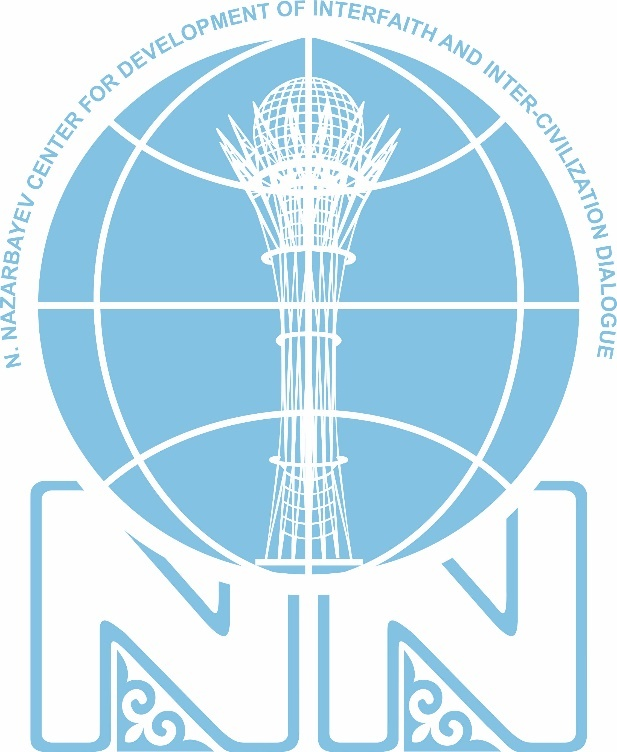 N. NAZARBAYEV CENTER FOR DEVELOPMENT OF INTERFAITH AND INTER-CIVILIZATION DIALOGUE
NN